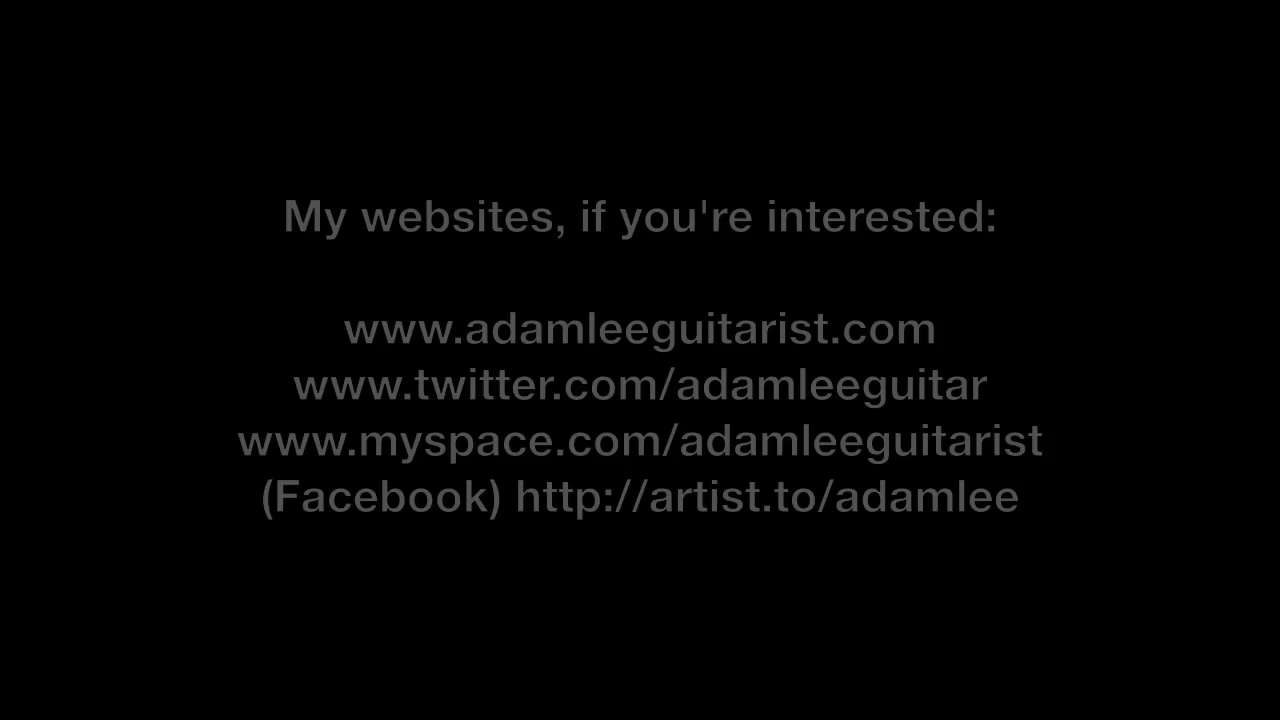 My websites, if you're interested:
www.adamleeguitarist.com
www.twitter.com/adamleeguitar
www.myspace.com/adamleeguitarist
(Facebook) http://artist.to/adamlee